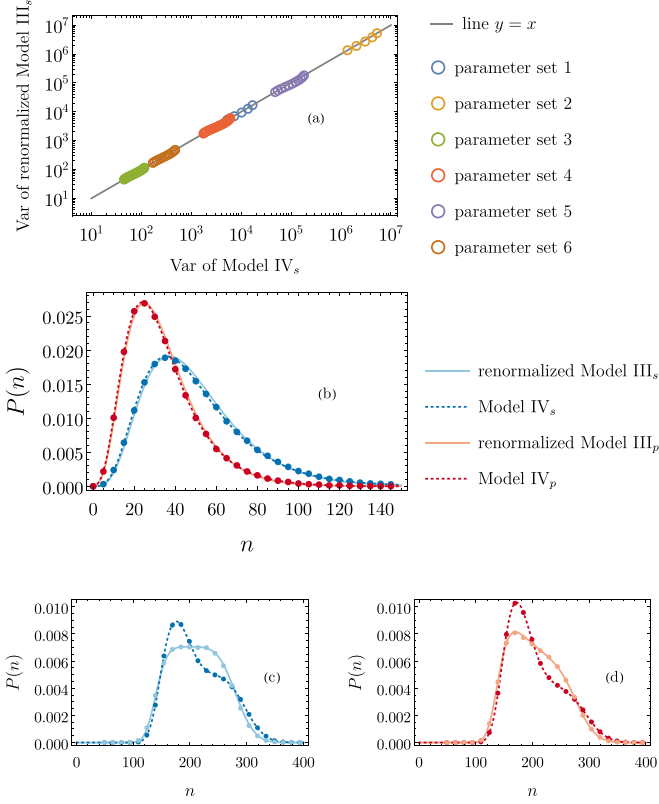 Var of renormalized Model III_s
10^7
10^6
10^5
10^4
10^3
10^2
10^1
(a)
10^1 10^2 10^3 10^4 10^5 10^6 10^7
Var of Model IV_s
line y = x
parameter set 1
parameter set 2
parameter set 3
parameter set 4
parameter set 5
parameter set 6
P(n)
0.025
0.020
0.015
0.010
0.005
0.000
(b)
0 20 40 60 80 100 120 140
n
renormalized Model III_s
Model IV_s
renormalized Model III_p
Model IV_p
P(n)
0.010
0.008
0.006
0.004
0.002
0.000
(c)
0 100 200 300 400
n
P(n)
0.010
0.008
0.006
0.004
0.002
0.000
(d)
0 100 200 300 400
n